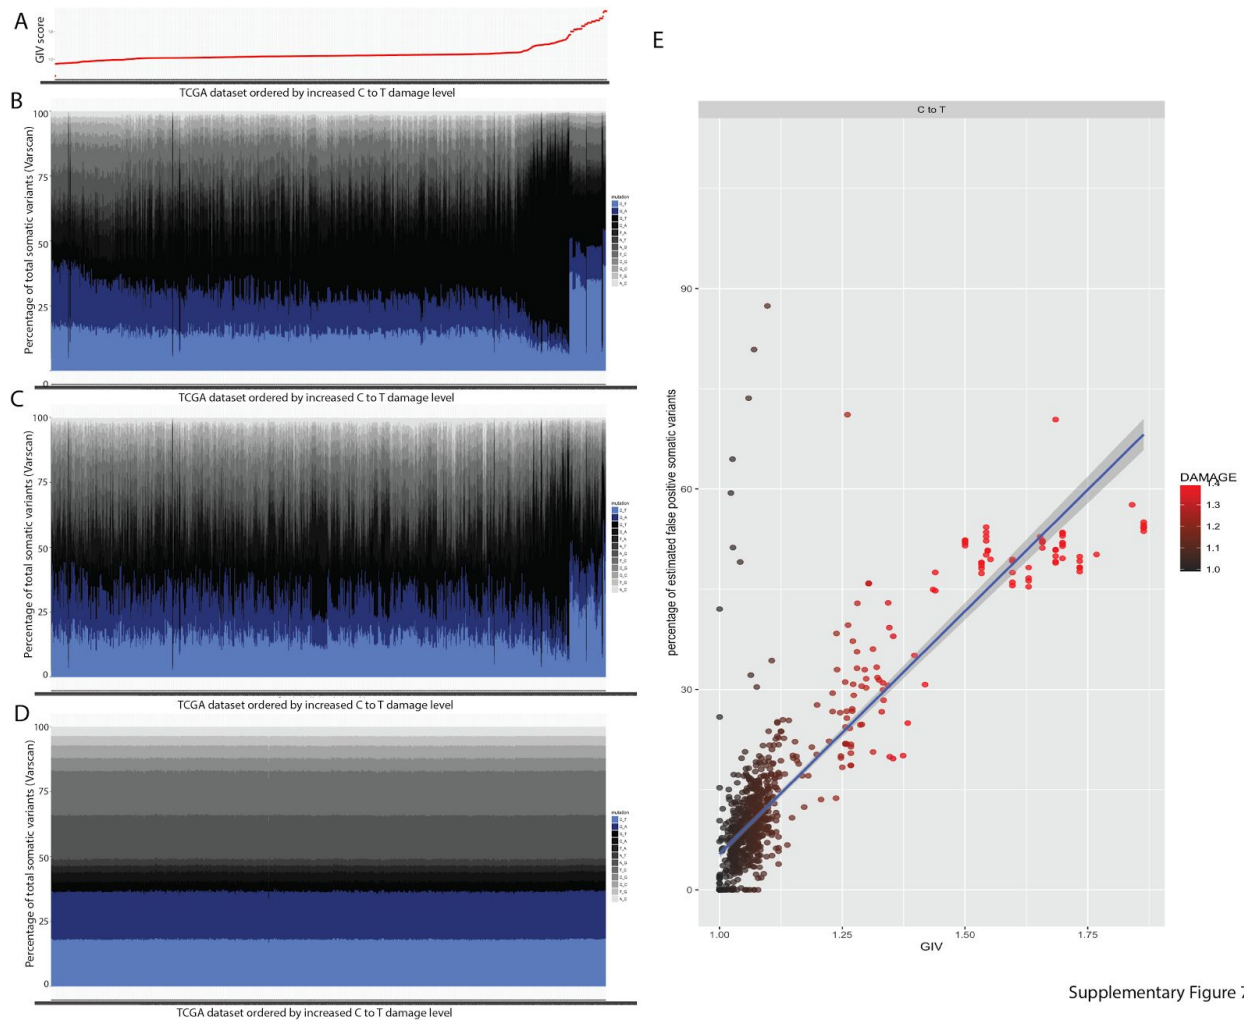 A
GIV score
TCGA dataset ordered by increased C to T damage level
B
Percentage of total somatic variants (Varscan)
100
75
50
25
0
mutation
TCGA dataset ordered by increased C to T damage level
C
Percentage of total somatic variants (Varscan)
100
75
50
25
0
mutation
TCGA dataset ordered by increased C to T damage level
D
Percentage of total somatic variants (Varscan)
100
75
50
25
0
mutation
TCGA dataset ordered by increased C to T damage level
E
C to T
percentage of estimated false positive somatic variants
90
60
30
0
1.00
1.25
1.50
1.75
GIV
DAMAGE
1.4
1.3
1.2
1.1
1.0
Supplementary Figure 7